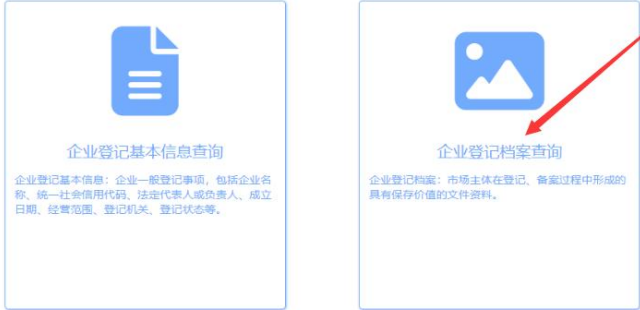 企业登记基本信息查询
企业登记基本信息：企业一般登记事项，包括企业名
称、统一社会信用代码、法定代表人或负责人、成立
日期、经营范围、登记机关、登记状态等。
企业登记档案查询
企业登记档案：市场主体在登记、备案过程中形成的
具有保存价值的文件资料。